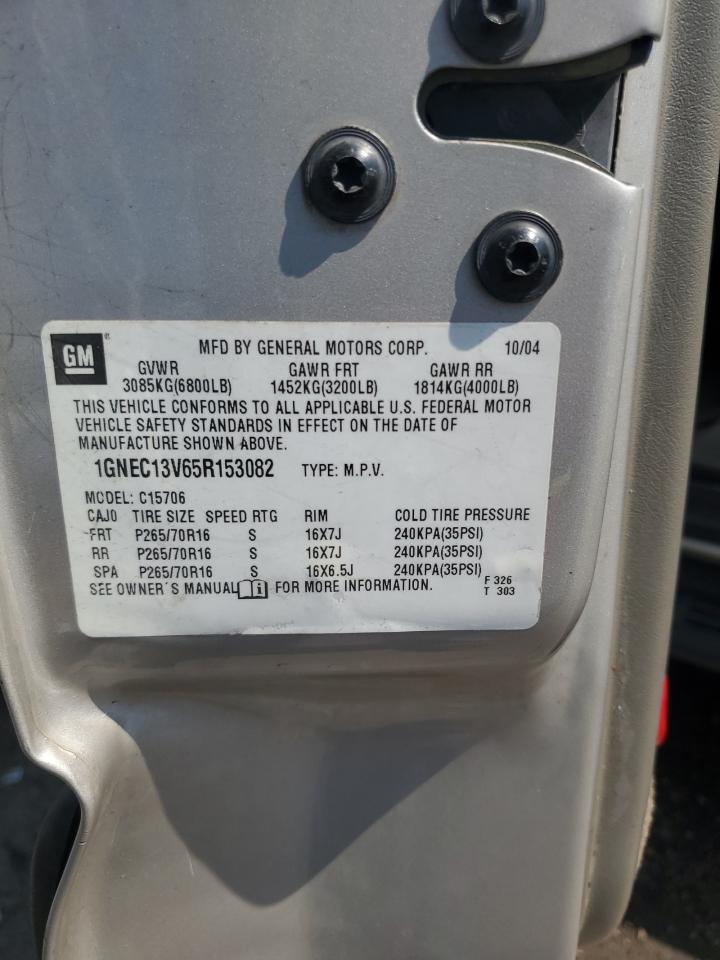 GM ® MFD BY GENERAL MOTORS CORP. 10/04
GVWR GAWR FRT GAWR RR
3085KG(6800LB) 1452KG(3200LB) 1814KG(4000LB)
THIS VEHICLE CONFORMS TO ALL APPLICABLE U.S. FEDERAL MOTOR
VEHICLE SAFETY STANDARDS IN EFFECT ON THE DATE OF
MANUFACTURE SHOWN ABOVE.
1GNEC13V65R153082 TYPE: M.P.V.
MODEL: C15706
CAJ0 TIRE SIZE SPEED RTG RIM COLD TIRE PRESSURE
FRT P265/70R16 S 16X7J 240KPA(35PSI)
RR P265/70R16 S 16X7J 240KPA(35PSI)
SPA P265/70R16 S 16X6.5J 240KPA(35PSI)
SEE OWNER'S MANUAL i FOR MORE INFORMATION. F 326
T 303